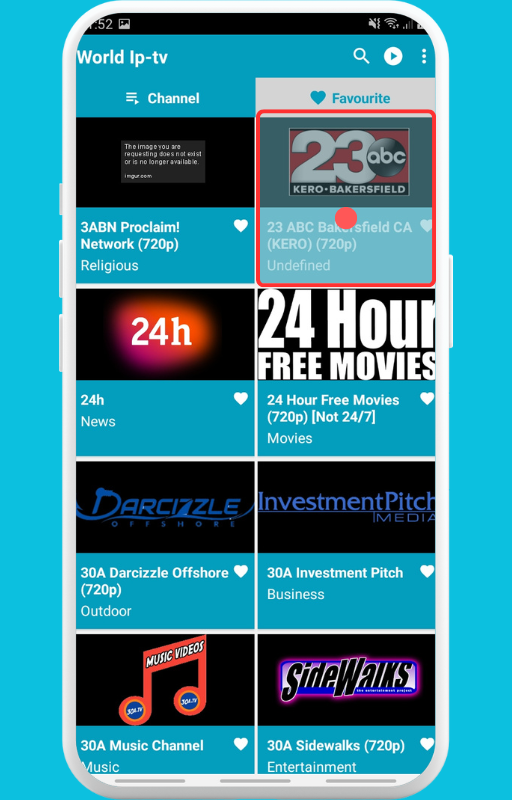 :52
World Ip-tv
Channel
Favourite
The image you are
requesting does not exist
or is no longer available.
imgur.com
3ABN Proclaim!
Network (720p)
Religious
23 abc
KERO•BAKERSFIELD
23 ABC Bakersfield CA
(KERO) (720p)
Undefined
24h
24h
News
24 Hour
FREE MOVIES
24 Hour Free Movies
(720p) [Not 24/7]
Movies
DARCIZZLE
OFFSHORE
30A Darcizzle Offshore
(720p)
Outdoor
InvestmentPitch
MEDIA
30A Investment Pitch
Business
MUSIC VIDEOS
30A.TV
30A.TV
30A Music Channel
Music
SideWalks
the entertainment project
30A Sidewalks (720p)
Entertainment